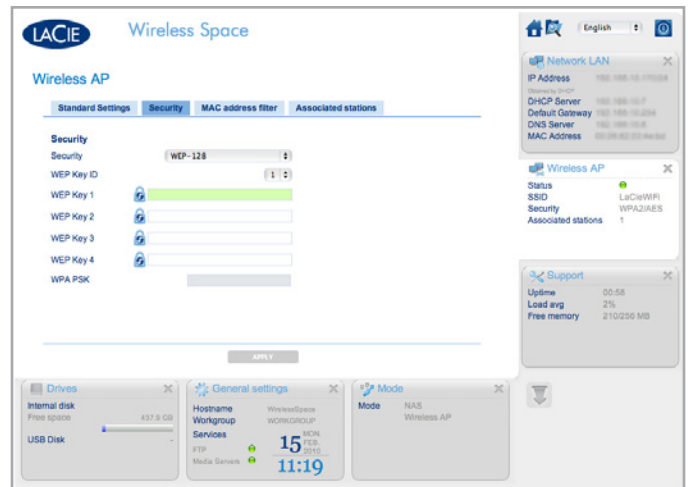 LACIE
Wireless Space
English
Wireless AP
Standard Settings Security MAC address filter Associated stations
Security
Security WEP-128
WEP Key ID 1
WEP Key 1
WEP Key 2
WEP Key 3
WEP Key 4
WPA PSK
APPLY
Network LAN
IP Address
Obtained by DHCP
DHCP Server
Default Gateway
DNS Server
MAC Address
Wireless AP
Status
SSID LaCieWiFi
Security WPA2/AES
Associated stations 1
Support
Uptime 00:56
Load avg 2%
Free memory 210/256 MB
Drives
Internal disk
Free space 437.9 GB
USB Disk -
General settings
Hostname WirelessSpace
Workgroup WORKGROUP
Services
FTP
Media Servers
15 MON. FEB. 2010
11:19
Mode
Mode NAS
Wireless AP